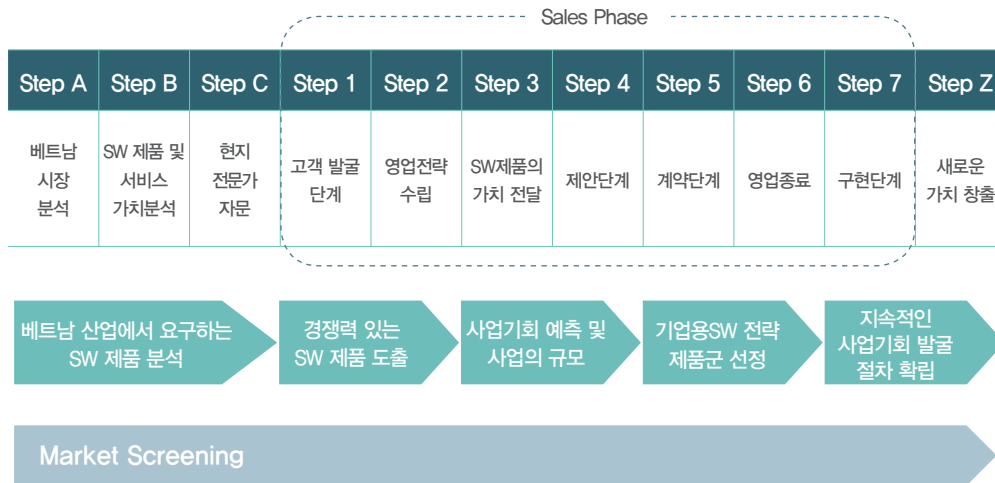 Sales Phase
Step A Step B Step C Step 1 Step 2 Step 3 Step 4 Step 5 Step 6 Step 7 Step Z
베트남
시장
분석
SW 제품 및
서비스
가치분석
현지
전문가
자문
고객 발굴
단계
영업전략
수립
SW제품의
가치 전달
제안단계
계약단계
영업종료
구현단계
새로운
가치 창출
베트남 산업에서 요구하는
SW 제품 분석
경쟁력 있는
SW 제품 도출
사업기회 예측 및
사업의 규모
기업용SW 전략
제품군 선정
지속적인
사업기회 발굴
절차 확립
Market Screening